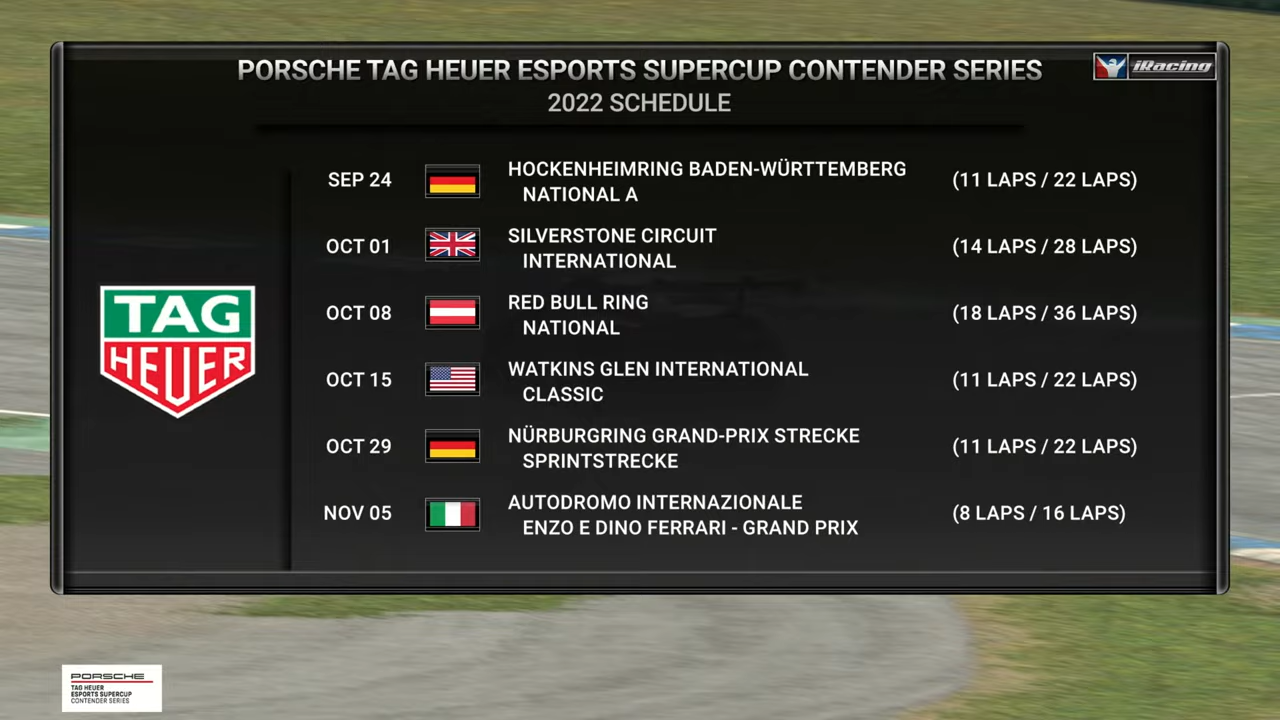 PORSCHE TAG HEUER ESPORTS SUPERCUP CONTENDER SERIES
iRacing
2022 SCHEDULE
SEP 24
HOCKENHEIMRING BADEN-WÜRTTEMBERG
NATIONAL A
(11 LAPS / 22 LAPS)
OCT 01
SILVERSTONE CIRCUIT
INTERNATIONAL
(14 LAPS / 28 LAPS)
OCT 08
RED BULL RING
NATIONAL
(18 LAPS / 36 LAPS)
OCT 15
WATKINS GLEN INTERNATIONAL
CLASSIC
(11 LAPS / 22 LAPS)
OCT 29
NÜRBURGRING GRAND-PRIX STRECKE
SPRINTSTRECKE
(11 LAPS / 22 LAPS)
NOV 05
AUTODROMO INTERNAZIONALE
ENZO E DINO FERRARI - GRAND PRIX
(8 LAPS / 16 LAPS)
TAG
HEUER
PORSCHE
TAG HEUER
ESPORTS SUPERCUP
CONTENDER SERIES